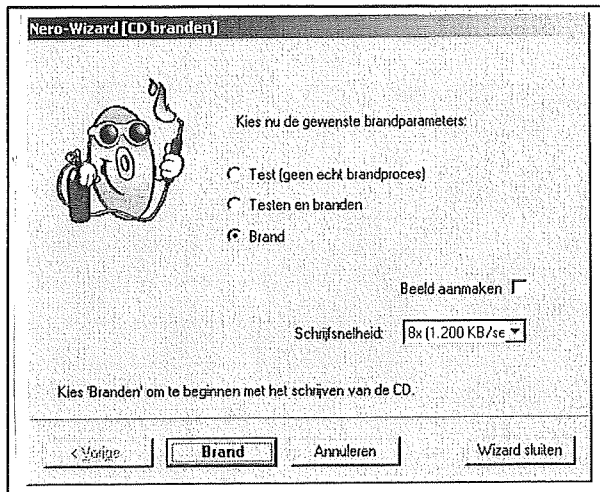 Nero-Wizard [CD branden]
Kies nu de gewenste brandparameters:
Test (geen echt brandproces)
Testen en branden
Brand
Beeld aanmaken
Schrijfsnelheid: 8x (1.200 KB/se
Kies 'Branden' om te beginnen met het schrijven van de CD.
< Vorige Brand Annuleren Wizard sluiten